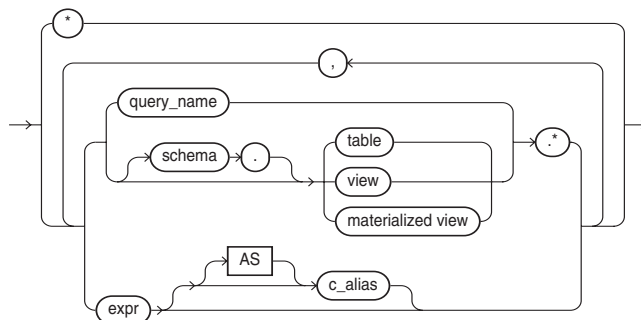 *
,
query_name
schema
.
table
view
materialized view
.*
AS
c_alias
expr